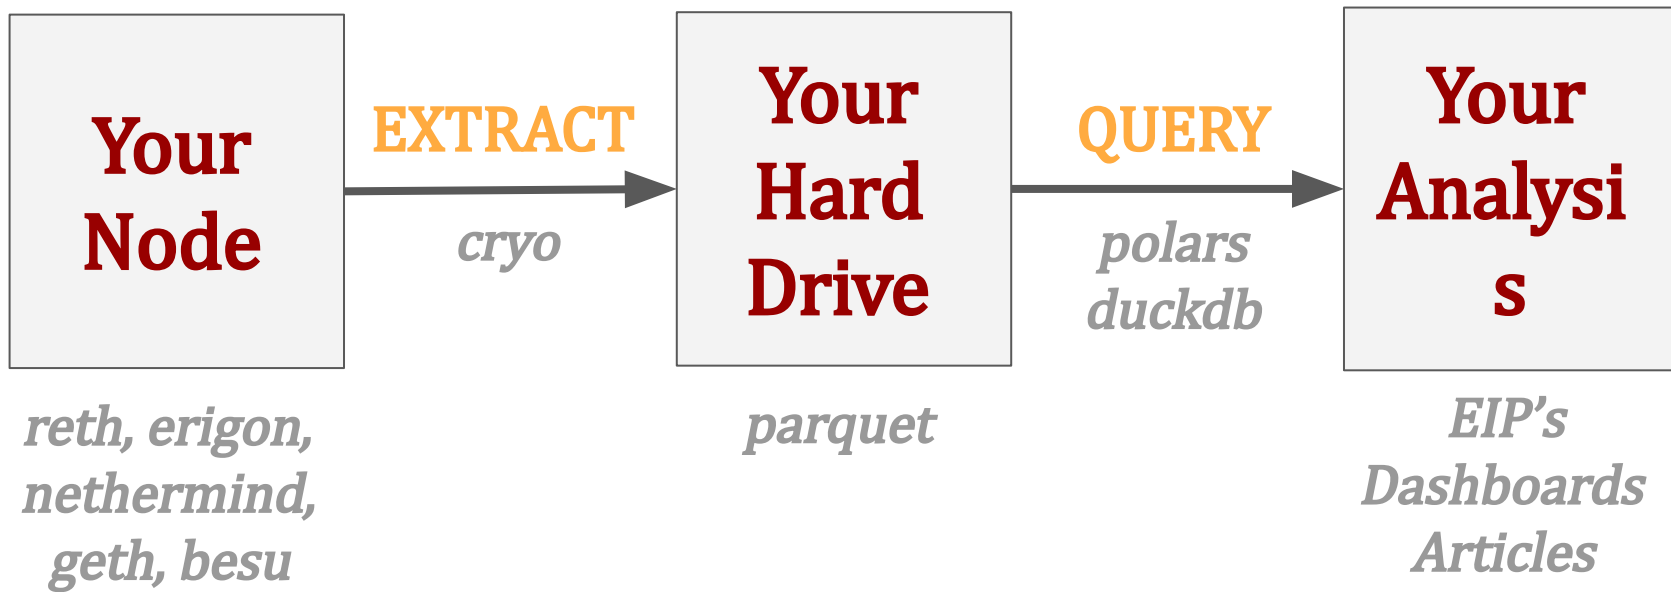 Your
Node
reth, erigon,
nethermind,
geth, besu
EXTRACT
cryo
Your
Hard
Drive
parquet
QUERY
polars
duckdb
Your
Analysi
s
EIP’s
Dashboards
Articles